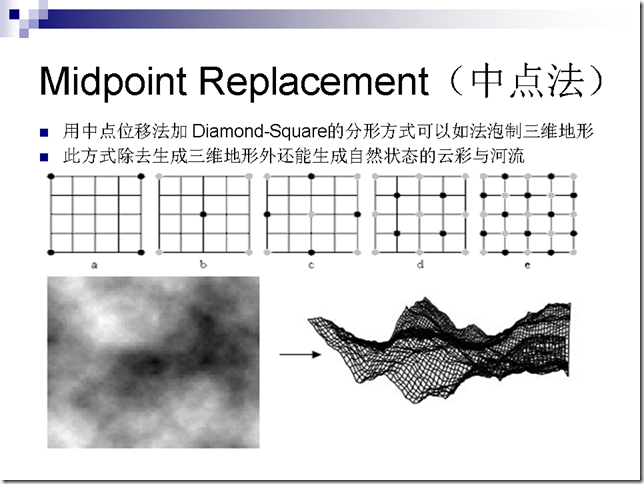 Midpoint Replacement（中点法）
用中点位移法加 Diamond-Square的分形方式可以如法泡制三维地形
此方式除去生成三维地形外还能生成自然状态的云彩与河流
a b c d e